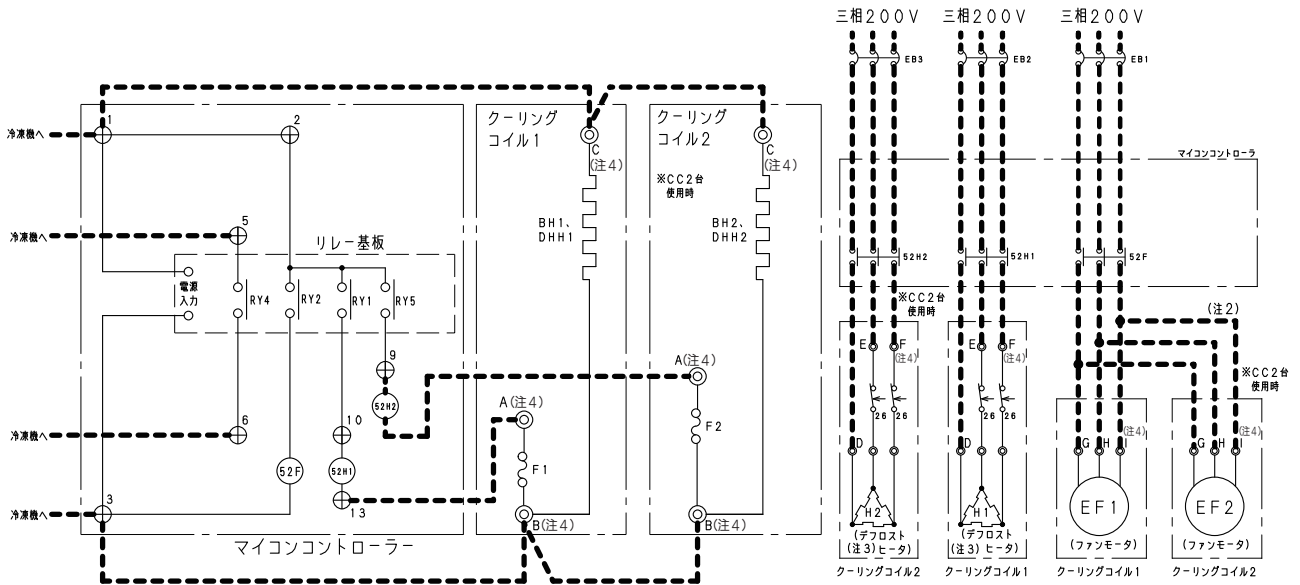 三相200V
三相200V
三相200V
EB3
EB2
EB1
冷凍機へ
1
2
クーリング
コイル1
C
(注4)
クーリング
コイル2
C
(注4)
※CC2台
使用時
マイコンコントローラ
冷凍機へ
5
リレー基板
BH1、
DHH1
BH2、
DHH2
52H2
52H1
52F
電源
入力
RY4
RY2
RY1
RY5
※CC2台
使用時
(注2)
9
52H2
A(注4)
E
F
(注4)
E
F
(注4)
※CC2台
使用時
A(注4)
26
26
26
26
冷凍機へ
6
10
F1
F2
D
D
G
H
I
(注4)
G
H
I
(注4)
52F
52H1
13
冷凍機へ
3
B(注4)
B(注4)
H2
H1
EF1
EF2
(デフロスト
(注3)ヒータ)
(デフロスト
(注3)ヒータ)
(ファンモータ)
(ファンモータ)
マイコンコントローラー
クーリングコイル2
クーリングコイル1
クーリングコイル1
クーリングコイル2